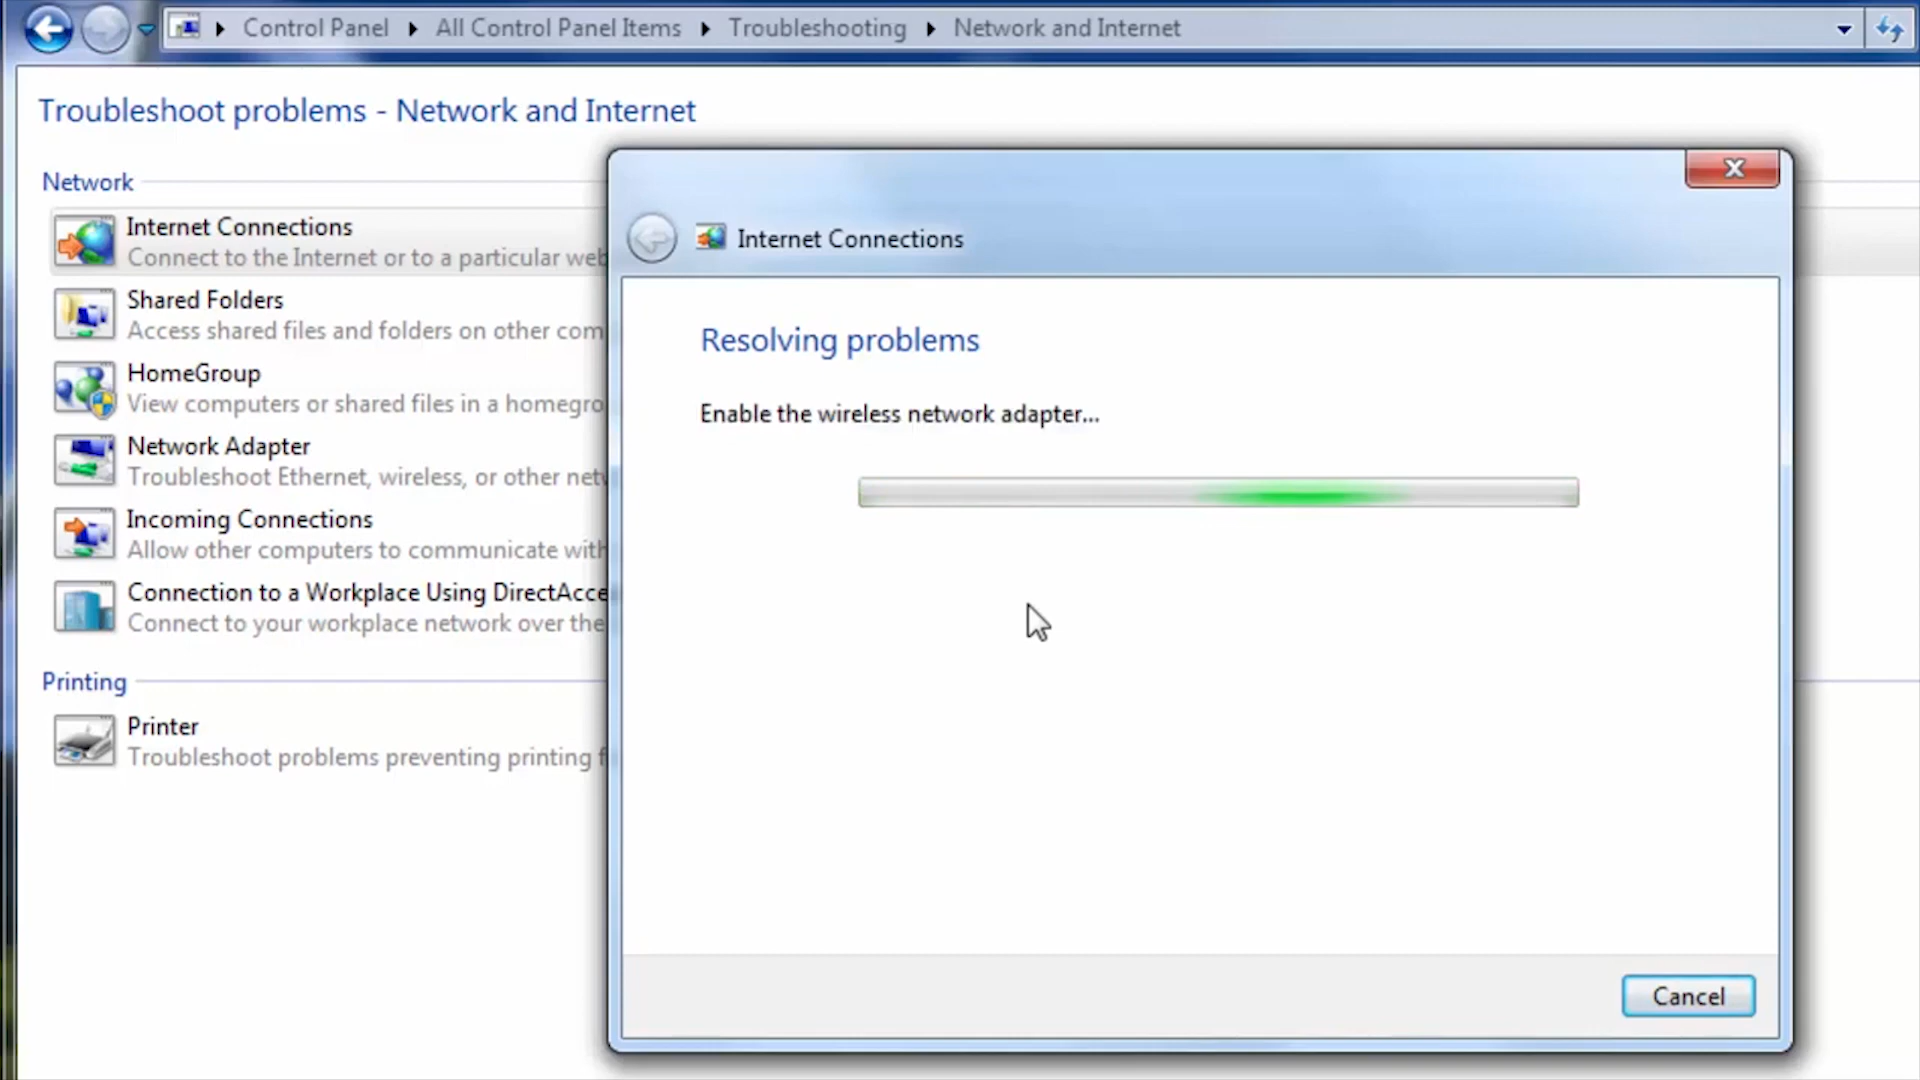 Control Panel All Control Panel Items Troubleshooting Network and Internet
Troubleshoot problems - Network and Internet
Network
Internet Connections
Connect to the Internet or to a particular web
Shared Folders
Access shared files and folders on other com
HomeGroup
View computers or shared files in a homegro
Network Adapter
Troubleshoot Ethernet, wireless, or other net
Incoming Connections
Allow other computers to communicate with
Connection to a Workplace Using DirectAcce
Connect to your workplace network over the
Printing
Printer
Troubleshoot problems preventing printing f
Internet Connections
Resolving problems
Enable the wireless network adapter...
Cancel